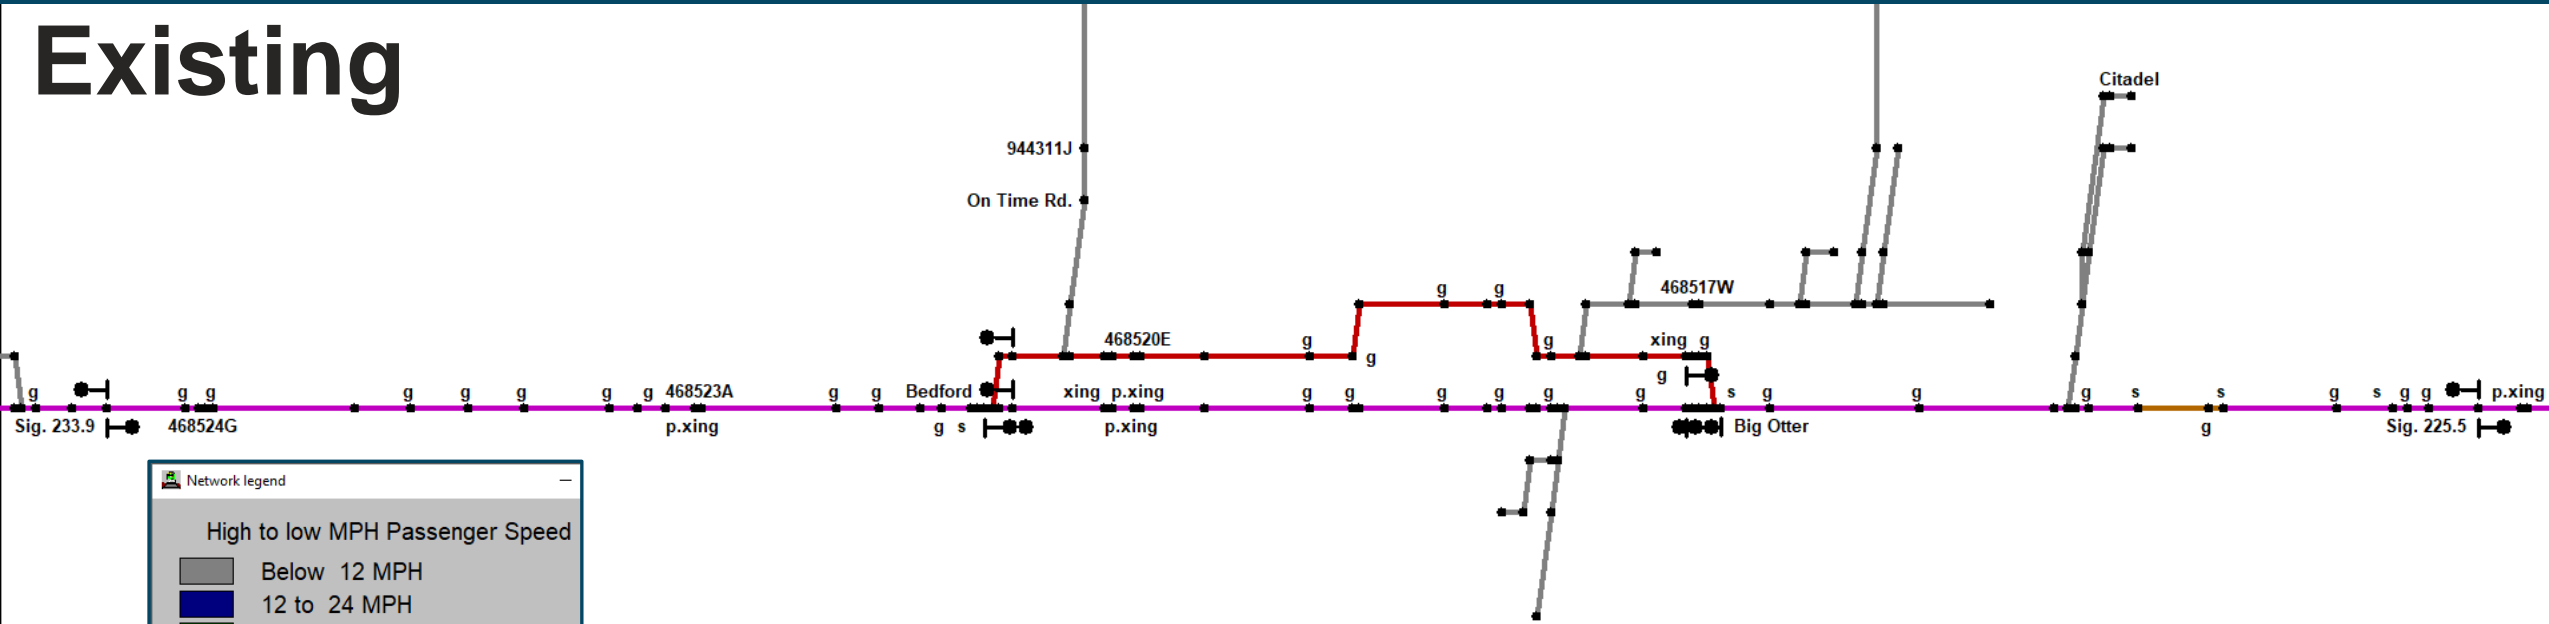 Existing
Citadel
944311J
On Time Rd.
468517W
g g
468520E g g g xing g
g
g g g g g g g g 468523A g g Bedford xing p.xing g g g g g g s g g g s s g s g g p.xing
Sig. 233.9 468524G p.xing g s p.xing Big Otter g Sig. 225.5
Network legend
High to low MPH Passenger Speed
Below 12 MPH
12 to 24 MPH